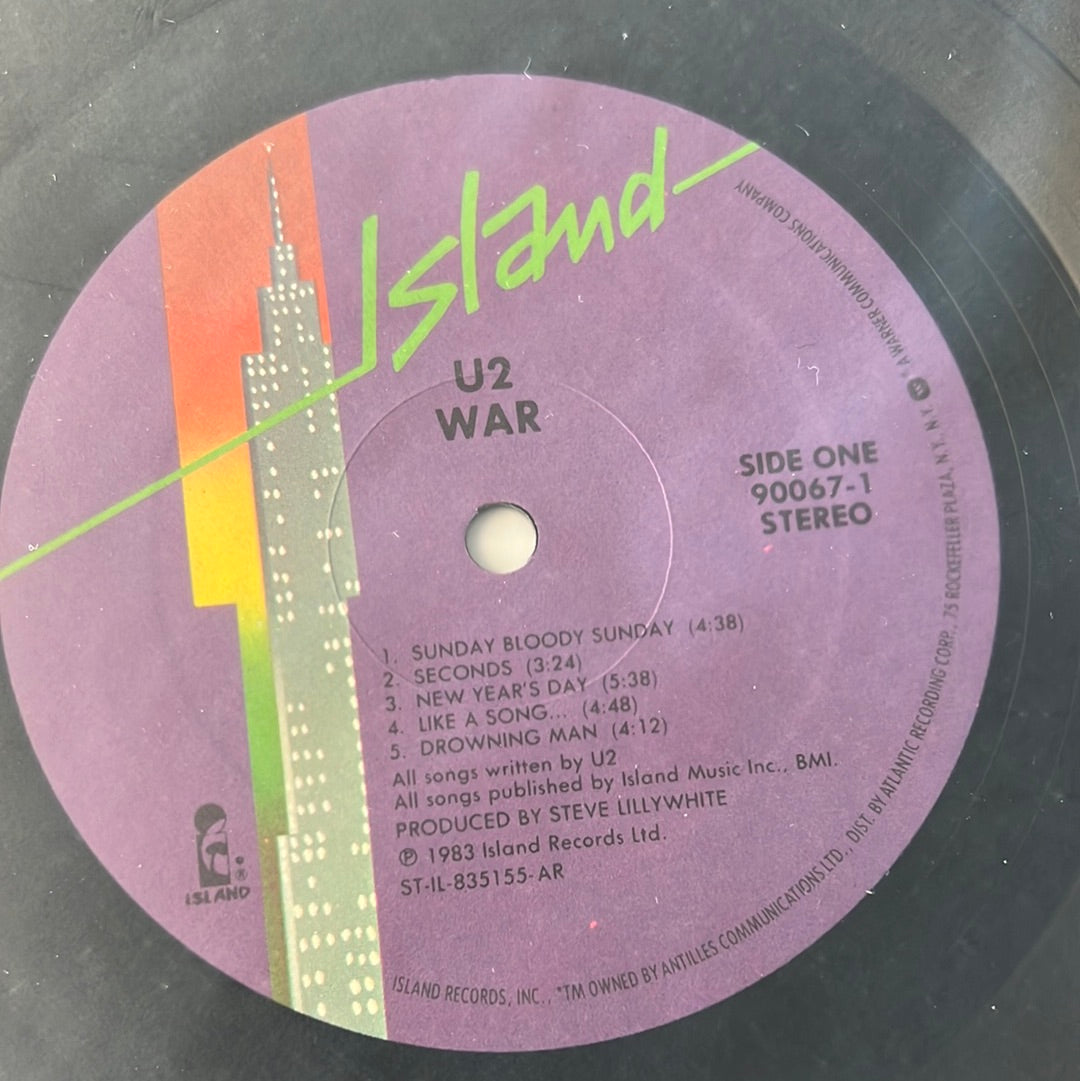 Island
U2
WAR
SIDE ONE
90067-1
STEREO
1. SUNDAY BLOODY SUNDAY (4:38)
2. SECONDS (3:24)
3. NEW YEAR'S DAY (5:38)
4. LIKE A SONG... (4:48)
5. DROWNING MAN (4:12)
All songs written by U2
All songs published by Island Music Inc., BMI.
PRODUCED BY STEVE LILLYWHITE
℗ 1983 Island Records Ltd.
ST-IL-835155-AR
®
ISLAND
ISLAND RECORDS, INC., *TM OWNED BY ANTILLES COMMUNICATIONS LTD., DIST. BY ATLANTIC RECORDING CORP., 75 ROCKEFELLER PLAZA, N.Y., N.Y. A WARNER COMMUNICATIONS COMPANY